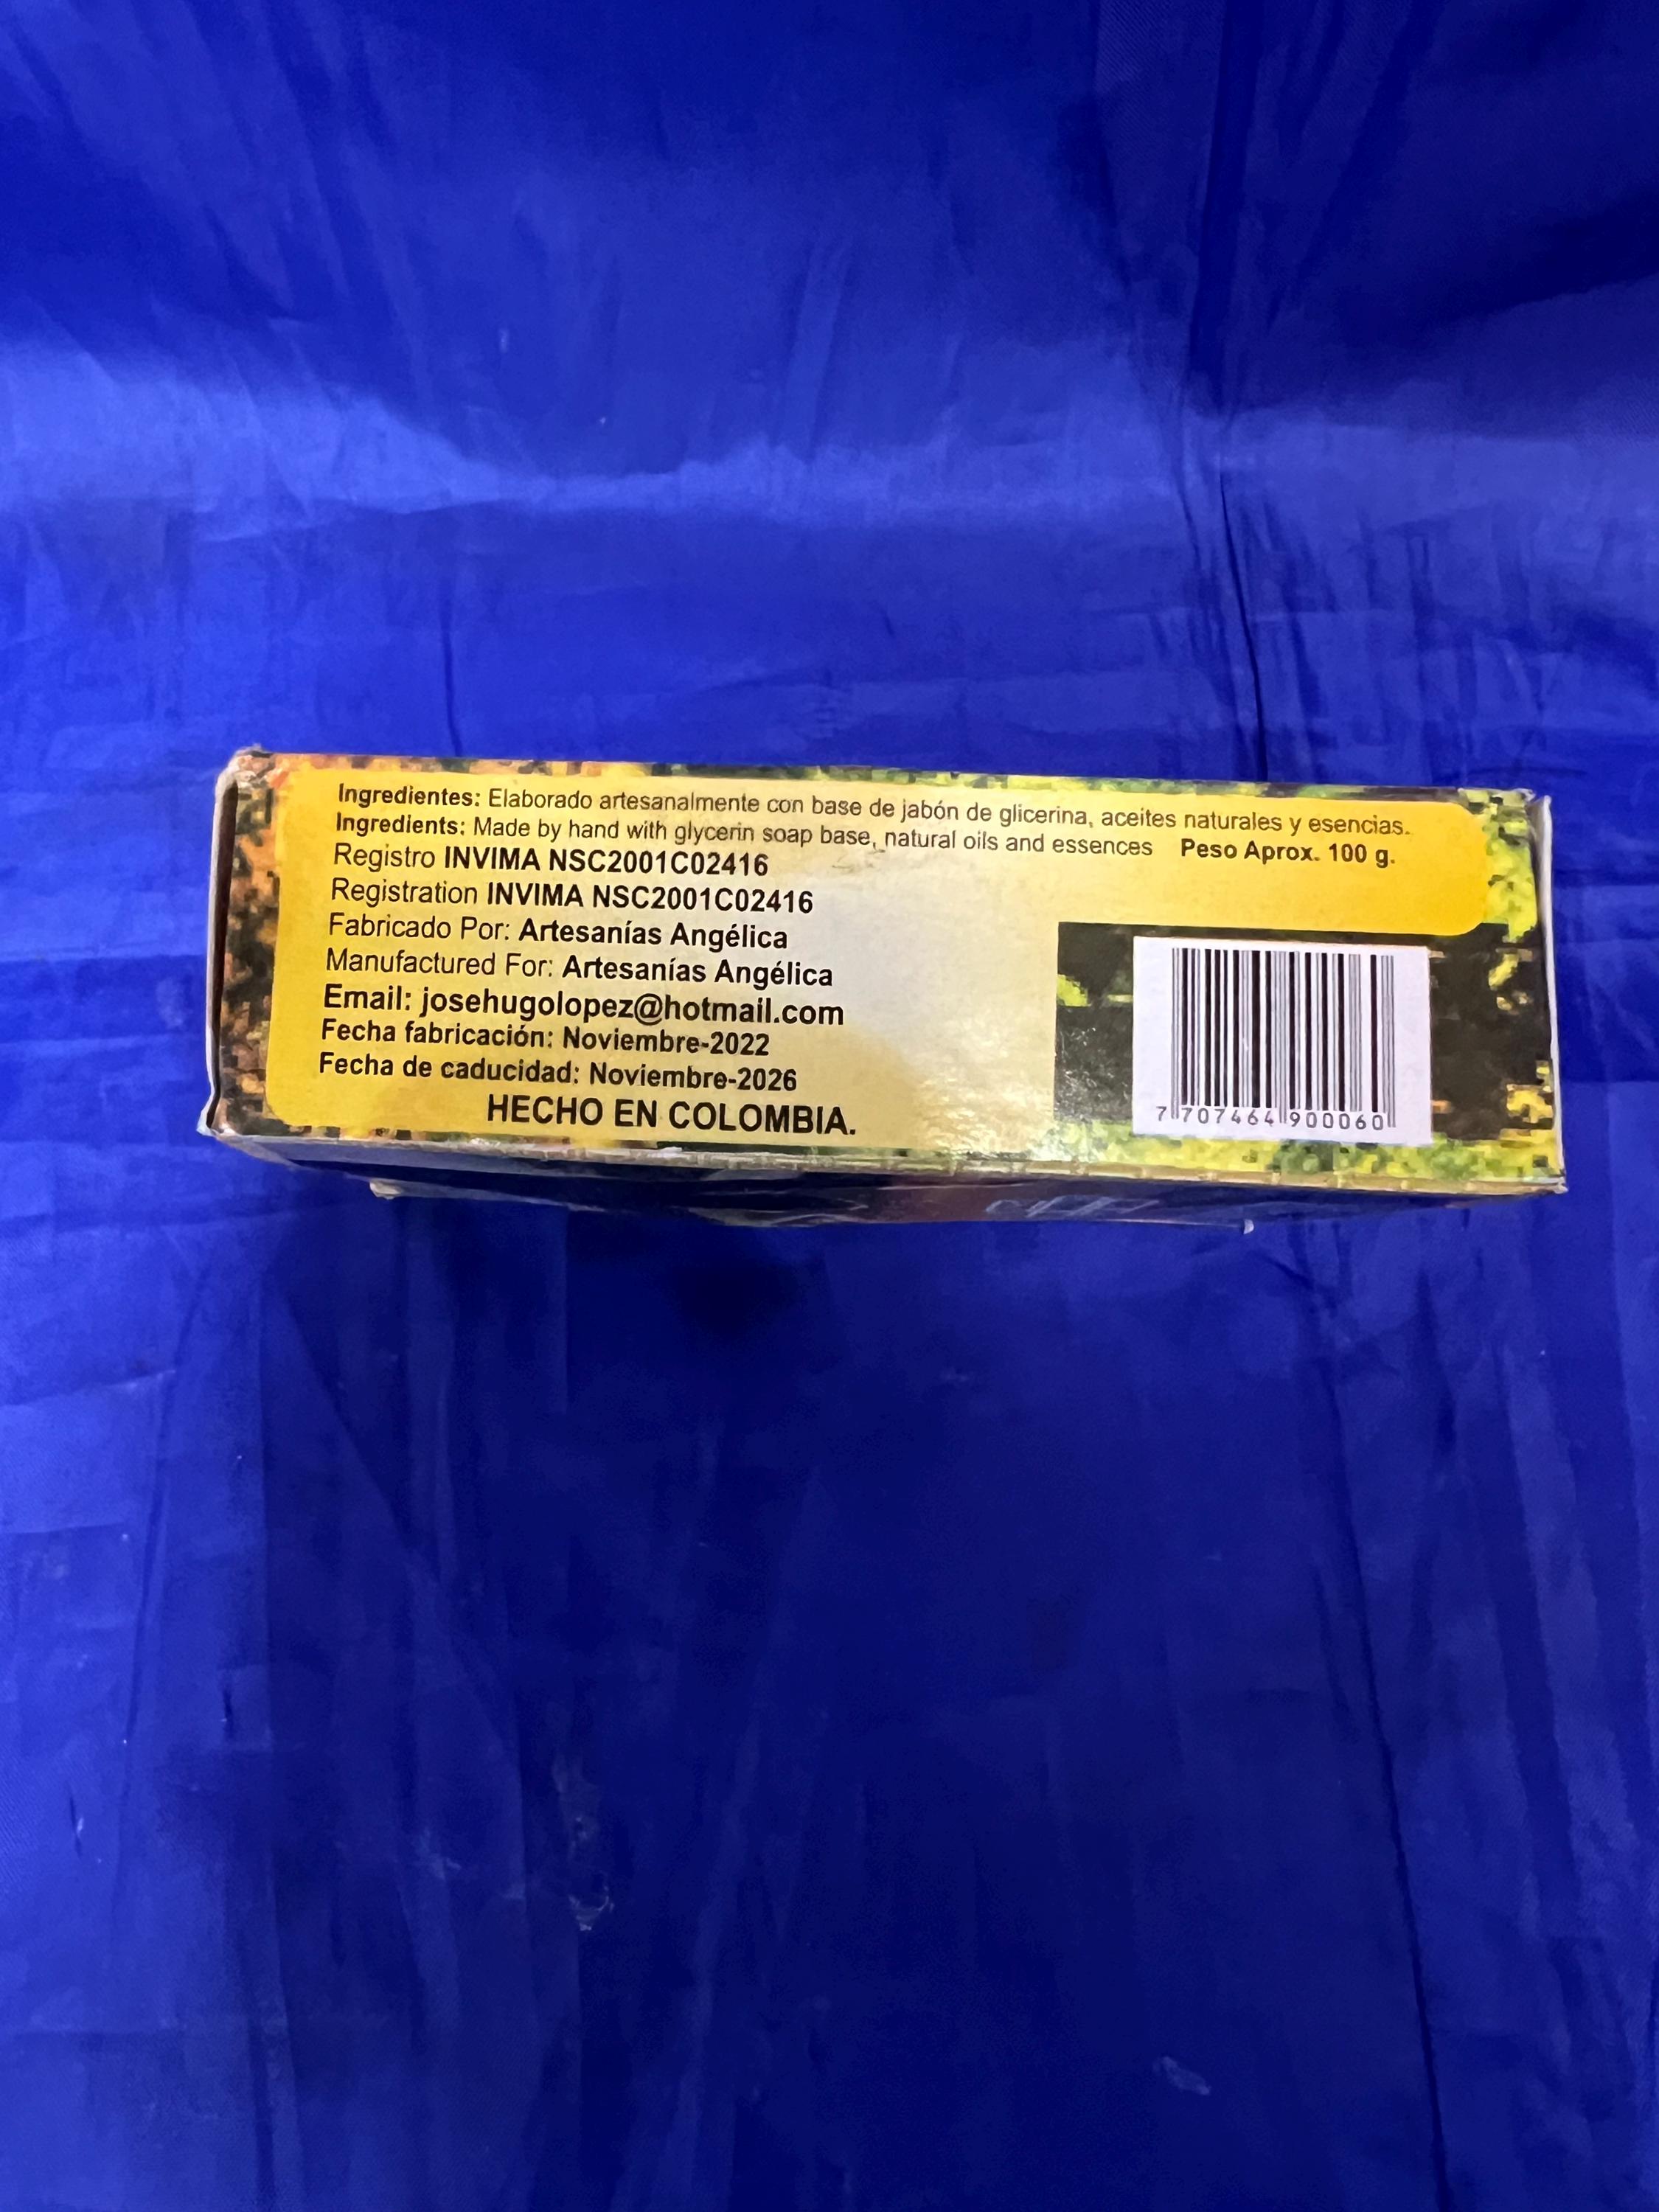 Ingredientes: Elaborado artesanalmente con base de jabón de glicerina, aceites naturales y esencias.
Ingredients: Made by hand with glycerin soap base, natural oils and essences Peso Aprox. 100 g.
Registro INVIMA NSC2001C02416
Registration INVIMA NSC2001C02416
Fabricado Por: Artesanías Angélica
Manufactured For: Artesanías Angélica
Email: josehugolopez@hotmail.com
Fecha fabricación: Noviembre-2022
Fecha de caducidad: Noviembre-2026
HECHO EN COLOMBIA.
7 707464 900060